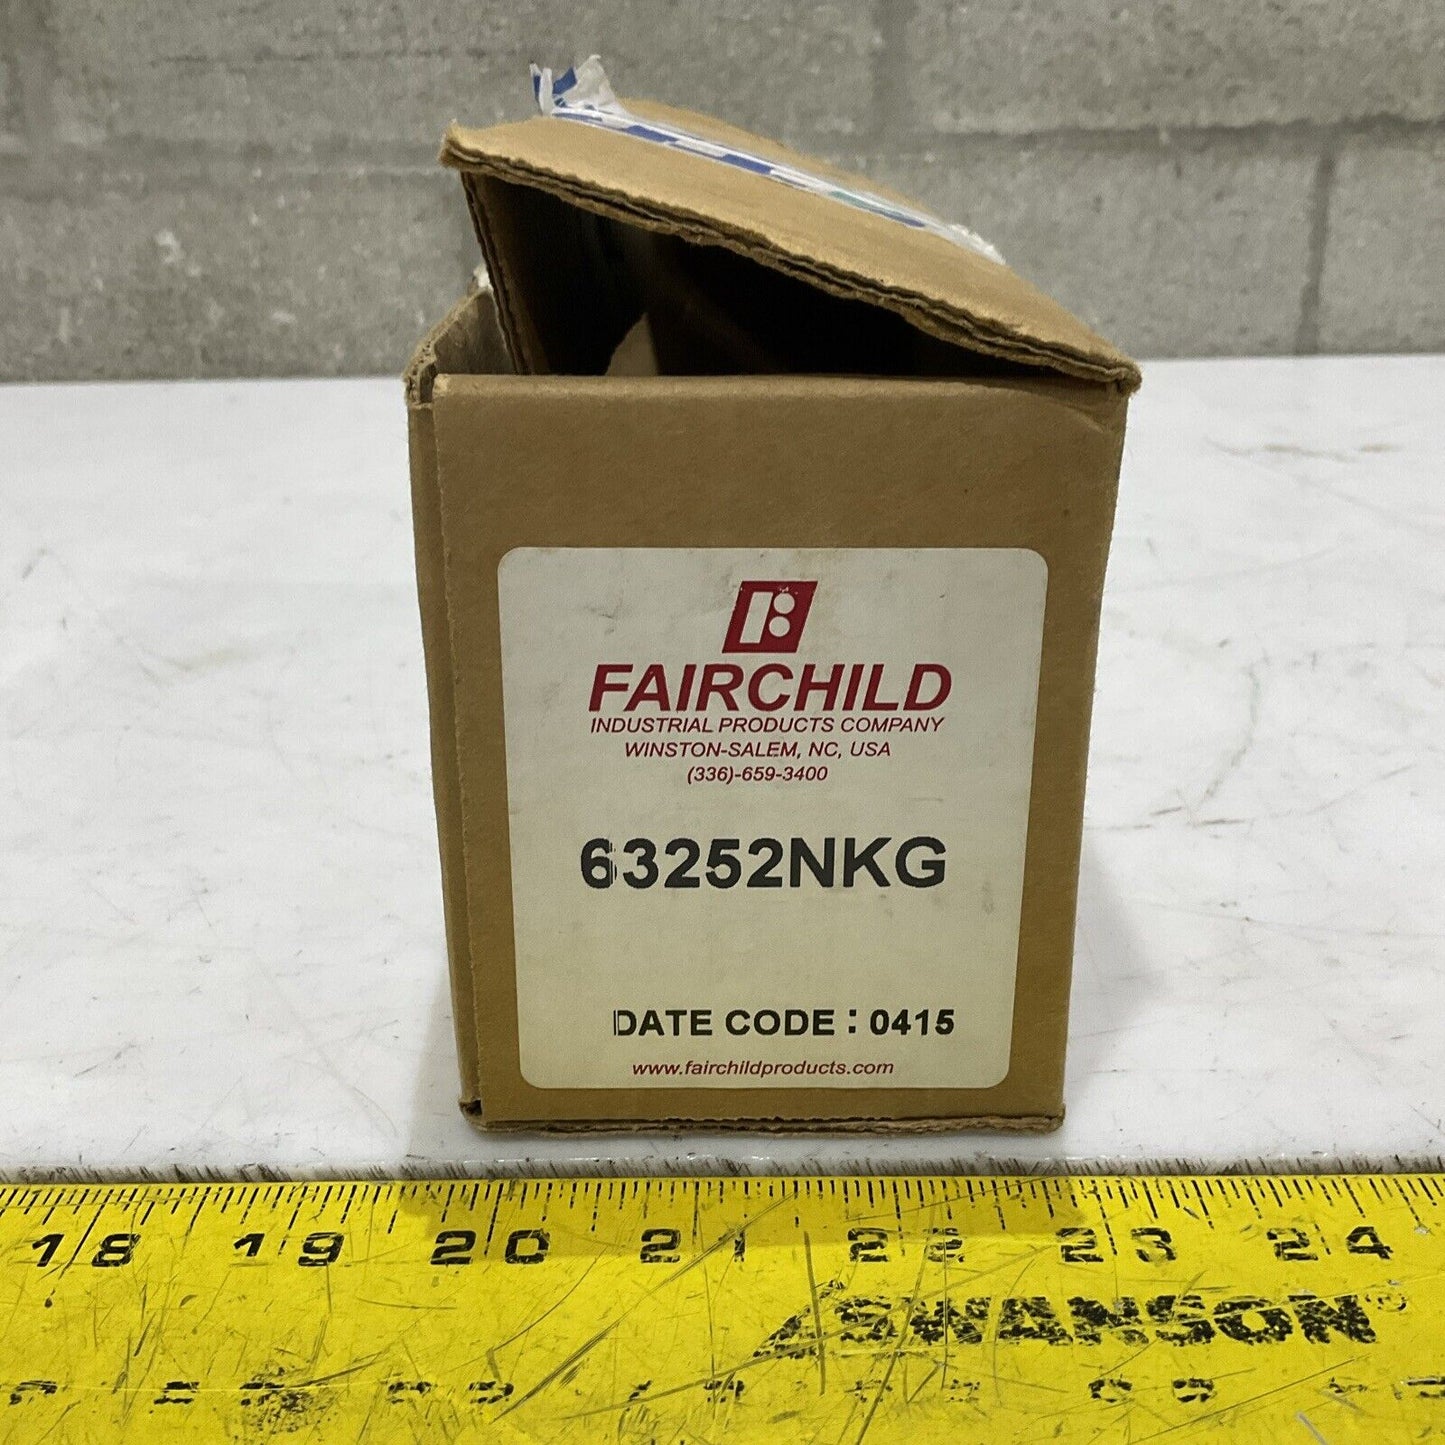 FAIRCHILD
INDUSTRIAL PRODUCTS COMPANY
WINSTON-SALEM, NC, USA
(336)-659-3400
63252NKG
DATE CODE : 0415
www.fairchildproducts.com
18 19 20 21 22 23 24
SWANSON®